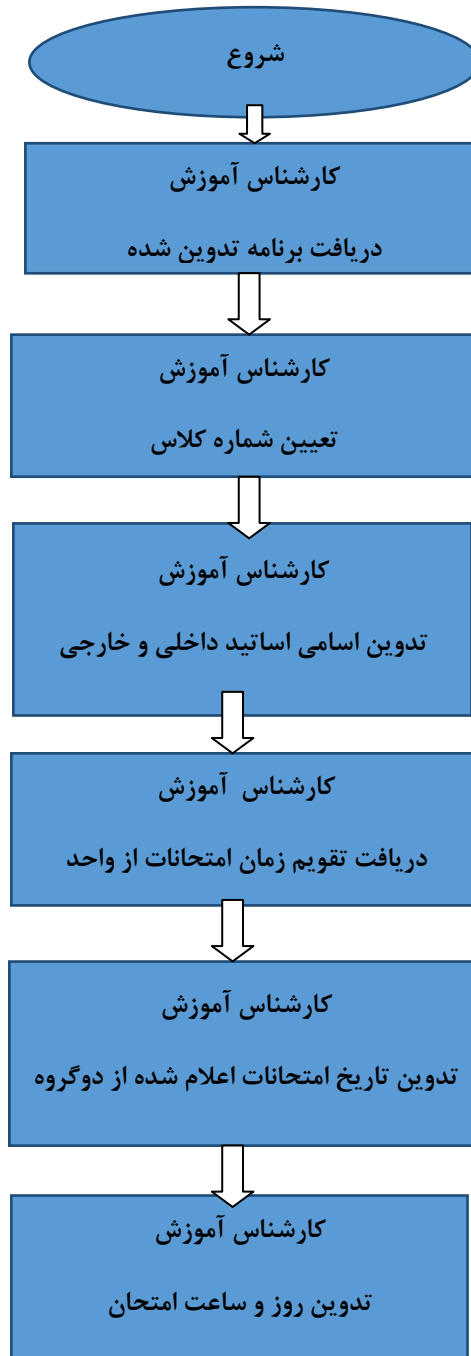 شروع
کارشناس آموزش
دریافت برنامه تدوین شده
کارشناس آموزش
تعیین شماره کلاس
کارشناس آموزش
تدوین اسامی اساتید داخلی و خارجی
کارشناس آموزش
دریافت تقویم زمان امتحانات از واحد
کارشناس آموزش
تدوین تاریخ امتحانات اعلام شده از دوگروه
کارشناس آموزش
تدوین روز و ساعت امتحان